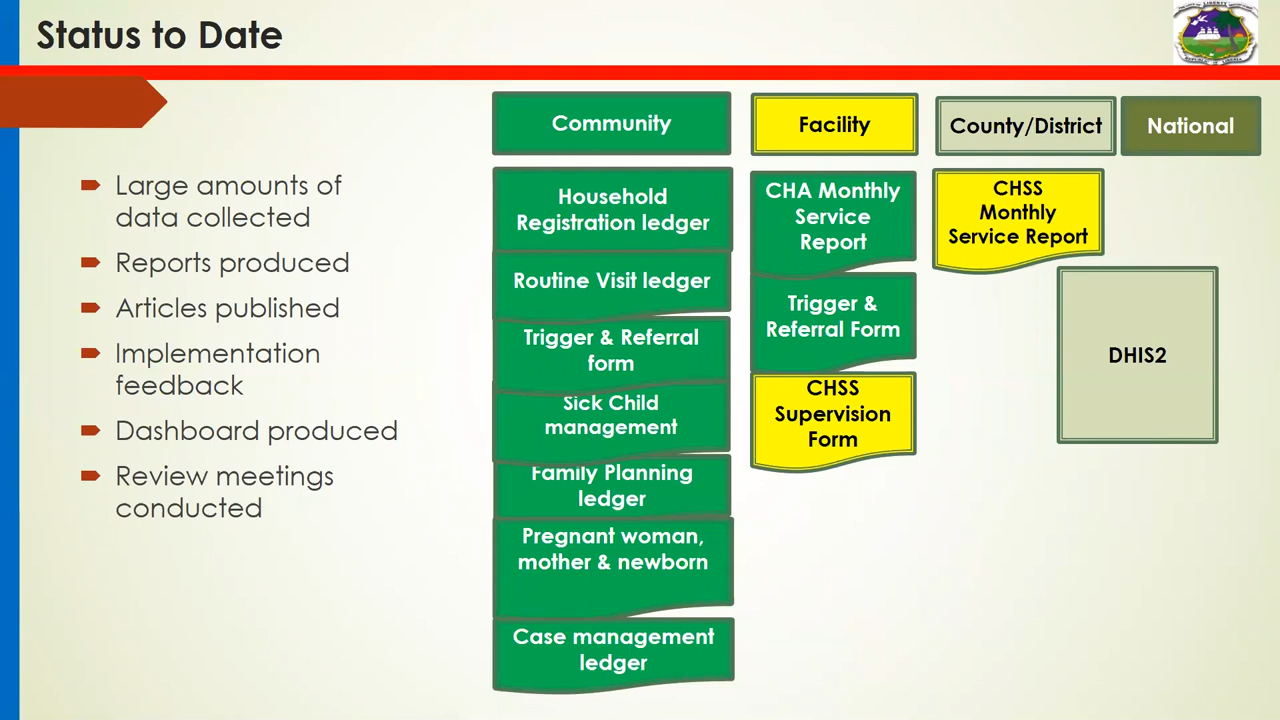 Status to Date
Large amounts of
data collected
Reports produced
Articles published
Implementation
feedback
Dashboard produced
Review meetings
conducted
Community
Household
Registration ledger
Routine Visit ledger
Trigger & Referral
form
Sick Child
management
Family Planning
ledger
Pregnant woman,
mother & newborn
Case management
ledger
Facility
CHA Monthly
Service
Report
Trigger &
Referral Form
CHSS
Supervision
Form
County/District
CHSS
Monthly
Service Report
National
DHIS2